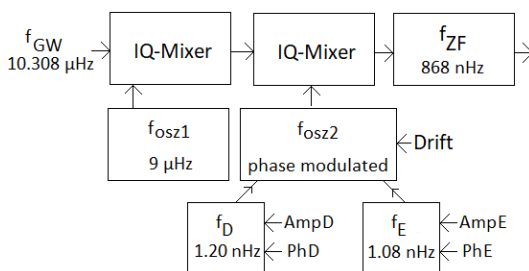 f_GW
10.308 µHz
IQ-Mixer
IQ-Mixer
f_ZF
868 nHz
f_osz1
9 µHz
f_osz2
phase modulated
Drift
f_D
1.20 nHz
AmpD
PhD
f_E
1.08 nHz
AmpE
PhE